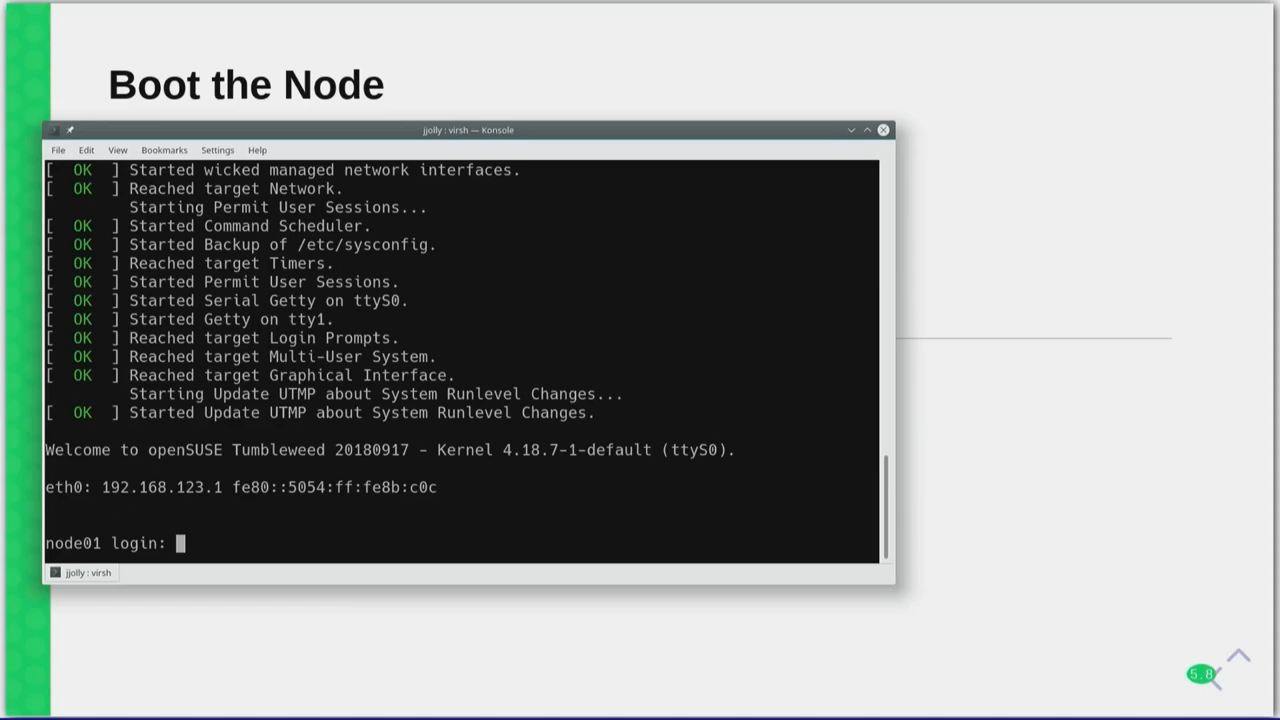 Boot the Node
jjolly : virsh — Konsole
File Edit View Bookmarks Settings Help
[  OK  ] Started wicked managed network interfaces.
[  OK  ] Reached target Network.
Starting Permit User Sessions...
[  OK  ] Started Command Scheduler.
[  OK  ] Started Backup of /etc/sysconfig.
[  OK  ] Reached target Timers.
[  OK  ] Started Permit User Sessions.
[  OK  ] Started Serial Getty on ttyS0.
[  OK  ] Started Getty on tty1.
[  OK  ] Reached target Login Prompts.
[  OK  ] Reached target Multi-User System.
[  OK  ] Reached target Graphical Interface.
Starting Update UTMP about System Runlevel Changes...
[  OK  ] Started Update UTMP about System Runlevel Changes.
Welcome to openSUSE Tumbleweed 20180917 - Kernel 4.18.7-1-default (ttyS0).
eth0: 192.168.123.1 fe80::5054:ff:fe8b:c0c
node01 login:
jjolly : virsh
5.8